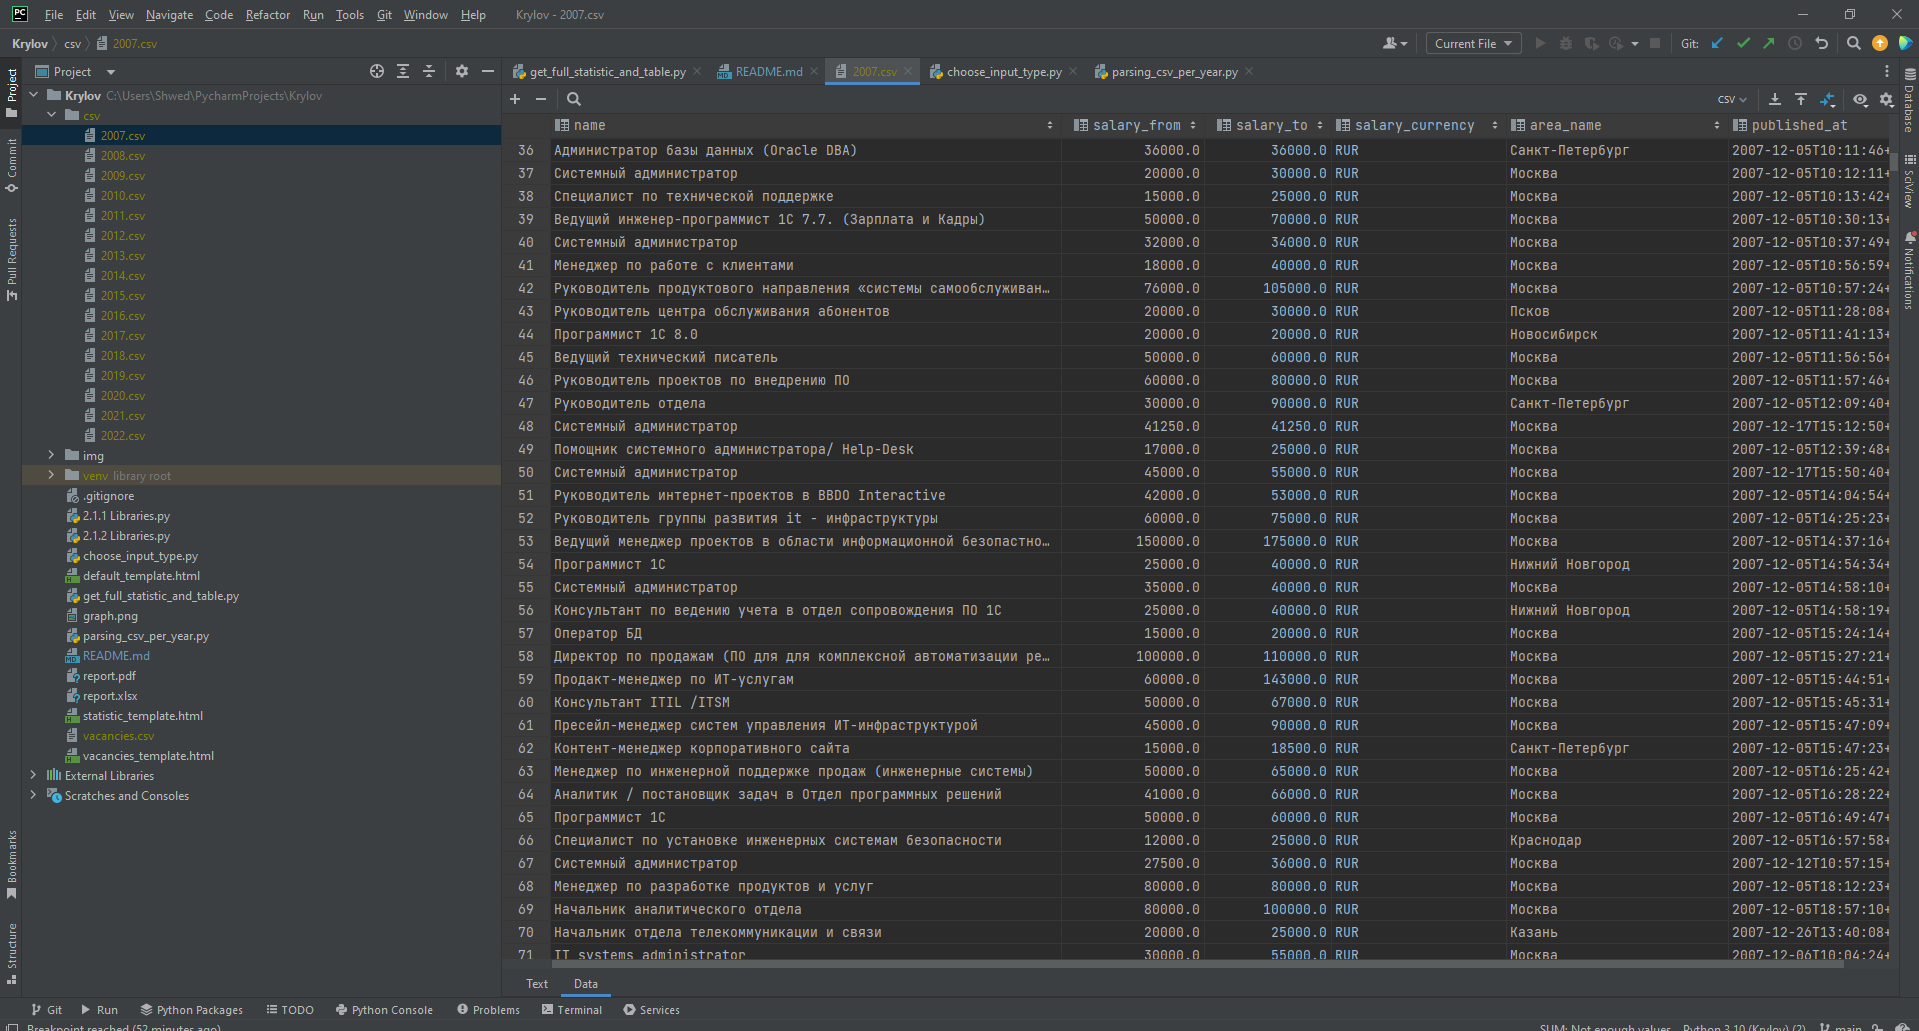 PC File Edit View Navigate Code Refactor Run Tools Git Window Help Krylov - 2007.csv
Krylov csv 2007.csv Current File Git:
Project get_full_statistic_and_table.py README.md 2007.csv choose_input_type.py parsing_csv_per_year.py
CSV
Krylov C:\Users\Shwed\PycharmProjects\Krylov
csv
2007.csv
2008.csv
2009.csv
2010.csv
2011.csv
2012.csv
2013.csv
2014.csv
2015.csv
2016.csv
2017.csv
2018.csv
2019.csv
2020.csv
2021.csv
2022.csv
img
venv library root
.gitignore
2.1.1 Libraries.py
2.1.2 Libraries.py
choose_input_type.py
default_template.html
get_full_statistic_and_table.py
graph.png
parsing_csv_per_year.py
README.md
report.pdf
report.xlsx
statistic_template.html
vacancies.csv
vacancies_template.html
External Libraries
Scratches and Consoles
Project
Commit
Pull Requests
Bookmarks
Structure
name salary_from salary_to salary_currency area_name published_at
36 Администратор базы данных (Oracle DBA) 36000.0 36000.0 RUR Санкт-Петербург 2007-12-05T10:11:46+
37 Системный администратор 20000.0 30000.0 RUR Москва 2007-12-05T10:12:11+
38 Специалист по технической поддержке 15000.0 25000.0 RUR Москва 2007-12-05T10:13:42+
39 Ведущий инженер-программист 1С 7.7. (Зарплата и Кадры) 50000.0 70000.0 RUR Москва 2007-12-05T10:30:13+
40 Системный администратор 32000.0 34000.0 RUR Москва 2007-12-05T10:37:49+
41 Менеджер по работе с клиентами 18000.0 40000.0 RUR Москва 2007-12-05T10:56:59+
42 Руководитель продуктового направления «системы самообслуживан… 76000.0 105000.0 RUR Москва 2007-12-05T10:57:24+
43 Руководитель центра обслуживания абонентов 20000.0 30000.0 RUR Псков 2007-12-05T11:28:08+
44 Программист 1С 8.0 20000.0 20000.0 RUR Новосибирск 2007-12-05T11:41:13+
45 Ведущий технический писатель 50000.0 60000.0 RUR Москва 2007-12-05T11:56:56+
46 Руководитель проектов по внедрению ПО 60000.0 80000.0 RUR Москва 2007-12-05T11:57:46+
47 Руководитель отдела 30000.0 90000.0 RUR Санкт-Петербург 2007-12-05T12:09:40+
48 Системный администратор 41250.0 41250.0 RUR Москва 2007-12-17T15:12:50+
49 Помощник системного администратора/ Help-Desk 17000.0 25000.0 RUR Москва 2007-12-05T12:39:48+
50 Системный администратор 45000.0 55000.0 RUR Москва 2007-12-17T15:50:40+
51 Руководитель интернет-проектов в BBDO Interactive 42000.0 53000.0 RUR Москва 2007-12-05T14:04:54+
52 Руководитель группы развития it - инфраструктуры 60000.0 75000.0 RUR Москва 2007-12-05T14:25:23+
53 Ведущий менеджер проектов в области информационной безопастно… 150000.0 175000.0 RUR Москва 2007-12-05T14:37:16+
54 Программист 1С 25000.0 40000.0 RUR Нижний Новгород 2007-12-05T14:54:34+
55 Системный администратор 35000.0 40000.0 RUR Москва 2007-12-05T14:58:10+
56 Консультант по ведению учета в отдел сопровождения ПО 1С 25000.0 40000.0 RUR Нижний Новгород 2007-12-05T14:58:19+
57 Оператор БД 15000.0 20000.0 RUR Москва 2007-12-05T15:24:14+
58 Директор по продажам (ПО для для комплексной автоматизации ре… 100000.0 110000.0 RUR Москва 2007-12-05T15:27:21+
59 Продакт-менеджер по ИТ-услугам 60000.0 143000.0 RUR Москва 2007-12-05T15:44:51+
60 Консультант ITIL /ITSM 50000.0 67000.0 RUR Москва 2007-12-05T15:45:31+
61 Пресейл-менеджер систем управления ИТ-инфраструктурой 45000.0 90000.0 RUR Москва 2007-12-05T15:47:09+
62 Контент-менеджер корпоративного сайта 15000.0 18500.0 RUR Санкт-Петербург 2007-12-05T15:47:23+
63 Менеджер по инженерной поддержке продаж (инженерные системы) 50000.0 65000.0 RUR Москва 2007-12-05T16:25:42+
64 Аналитик / постановщик задач в Отдел программных решений 41000.0 66000.0 RUR Москва 2007-12-05T16:28:22+
65 Программист 1С 50000.0 60000.0 RUR Москва 2007-12-05T16:49:47+
66 Специалист по установке инженерных системам безопасности 12000.0 25000.0 RUR Краснодар 2007-12-05T16:57:58+
67 Системный администратор 27500.0 36000.0 RUR Москва 2007-12-12T10:57:15+
68 Менеджер по разработке продуктов и услуг 80000.0 80000.0 RUR Москва 2007-12-05T18:12:23+
69 Начальник аналитического отдела 80000.0 100000.0 RUR Москва 2007-12-05T18:57:10+
70 Начальник отдела телекоммуникации и связи 20000.0 25000.0 RUR Казань 2007-12-26T13:40:08+
71 IT systems administrator 30000.0 55000.0 RUR Москва 2007-12-06T10:04:24+
Text Data
Database
SciView
Notifications
Git Run Python Packages TODO Python Console Problems Terminal Services
Breakpoint reached (52 minutes ago) SUM: Not enough values Python 3.10 (Krylov) (2) main